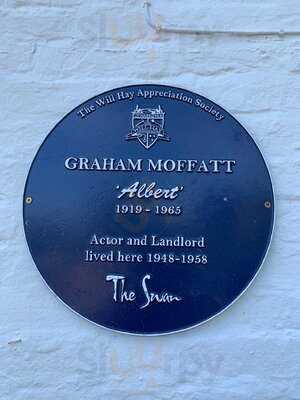 The Will Hay Appreciation Society
GRAHAM MOFFATT
'Albert'
1919 - 1965
Actor and Landlord
lived here 1948-1958
The Swan